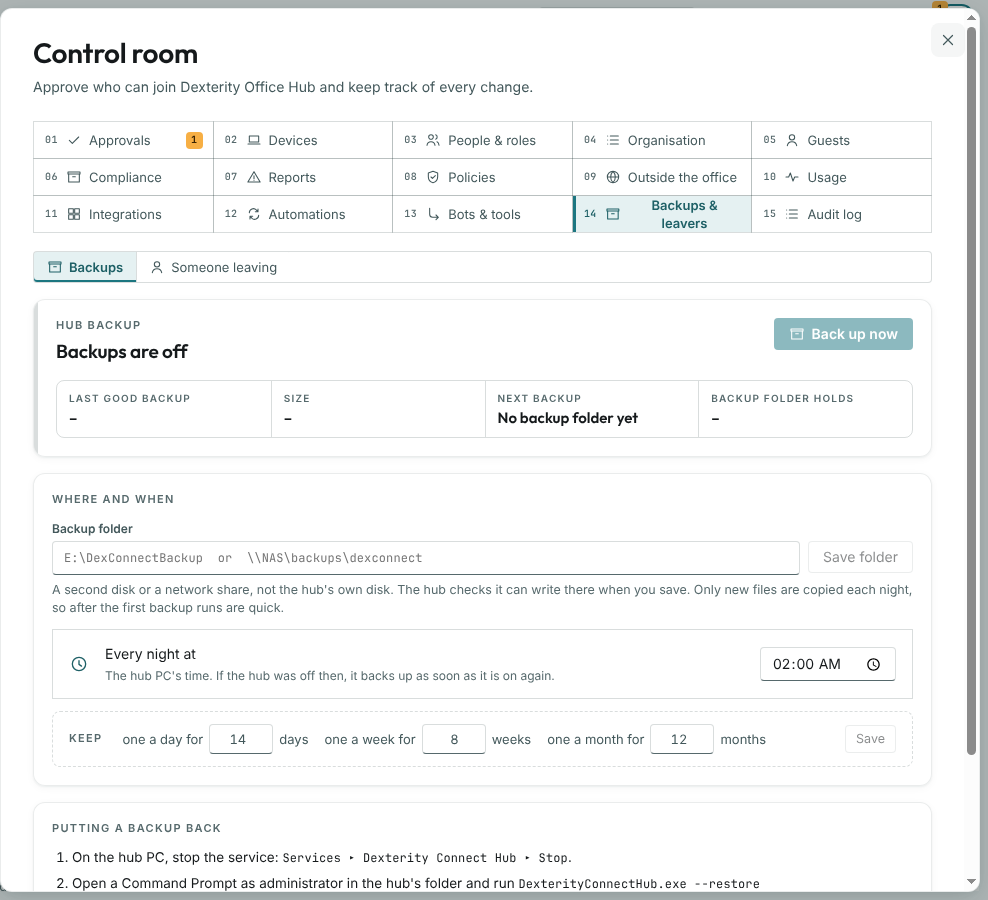 Control room
Approve who can join Dexterity Office Hub and keep track of every change.
01 Approvals 1
02 Devices
03 People & roles
04 Organisation
05 Guests
06 Compliance
07 Reports
08 Policies
09 Outside the office
10 Usage
11 Integrations
12 Automations
13 Bots & tools
14 Backups &
leavers
15 Audit log
Backups
Someone leaving
HUB BACKUP
Backups are off
Back up now
LAST GOOD BACKUP
–
SIZE
–
NEXT BACKUP
No backup folder yet
BACKUP FOLDER HOLDS
–
WHERE AND WHEN
Backup folder
E:\DexConnectBackup or \\NAS\backups\dexconnect
Save folder
A second disk or a network share, not the hub's own disk. The hub checks it can write there when you save. Only new files are copied each night,
so after the first backup runs are quick.
Every night at
The hub PC's time. If the hub was off then, it backs up as soon as it is on again.
02:00 AM
KEEP one a day for 14 days one a week for 8 weeks one a month for 12 months
Save
PUTTING A BACKUP BACK
1. On the hub PC, stop the service: Services ▸ Dexterity Connect Hub ▸ Stop.
2. Open a Command Prompt as administrator in the hub's folder and run DexterityConnectHub.exe --restore